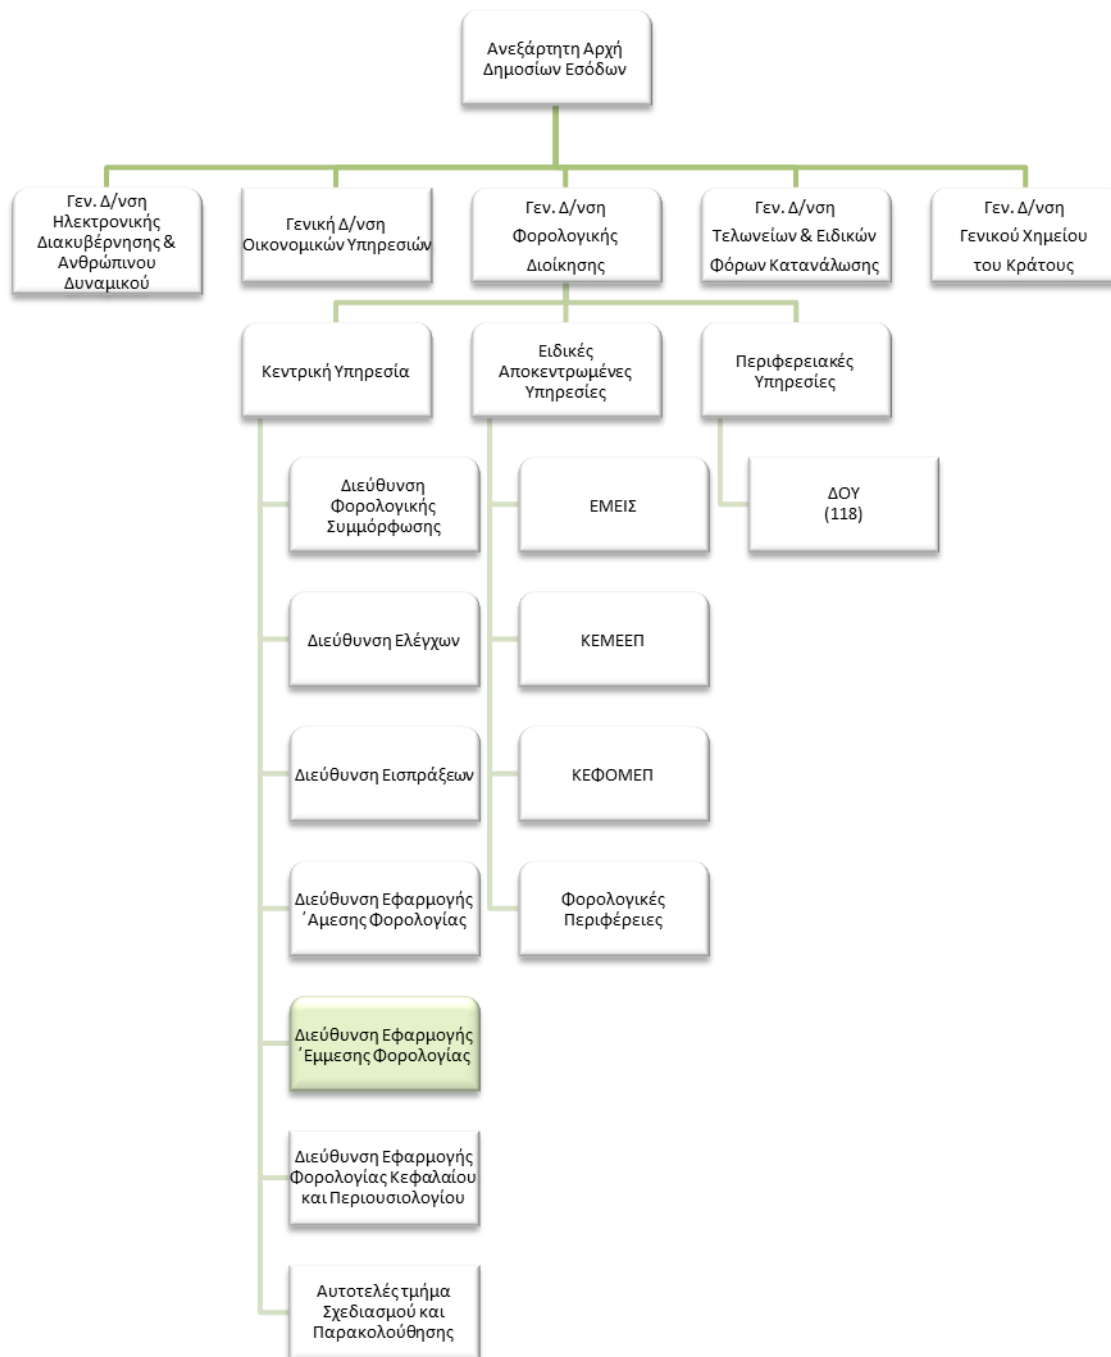 Ανεξάρτητη Αρχή
Δημοσίων Εσόδων
Γεν. Δ/νση
Ηλεκτρονικής
Διακυβέρνησης &
Ανθρώπινου
Δυναμικού
Γενική Δ/νση
Οικονομικών Υπηρεσιών
Γεν. Δ/νση
Φορολογικής
Διοίκησης
Γεν. Δ/νση
Τελωνείων & Ειδικών
Φόρων Κατανάλωσης
Γεν. Δ/νση
Γενικού Χημείου
του Κράτους
Κεντρική Υπηρεσία
Ειδικές
Αποκεντρωμένες
Υπηρεσίες
Περιφερειακές
Υπηρεσίες
Διεύθυνση
Φορολογικής
Συμμόρφωσης
ΕΜΕΙΣ
ΔΟΥ
(118)
Διεύθυνση Ελέγχων
ΚΕΜΕΕΠ
Διεύθυνση Εισπράξεων
ΚΕΦΟΜΕΠ
Διεύθυνση Εφαρμογής
΄Αμεσης Φορολογίας
Φορολογικές
Περιφέρειες
Διεύθυνση Εφαρμογής
΄Εμμεσης Φορολογίας
Διεύθυνση Εφαρμογής
Φορολογίας Κεφαλαίου
και Περιουσιολογίου
Αυτοτελές τμήμα
Σχεδιασμού και
Παρακολούθησης